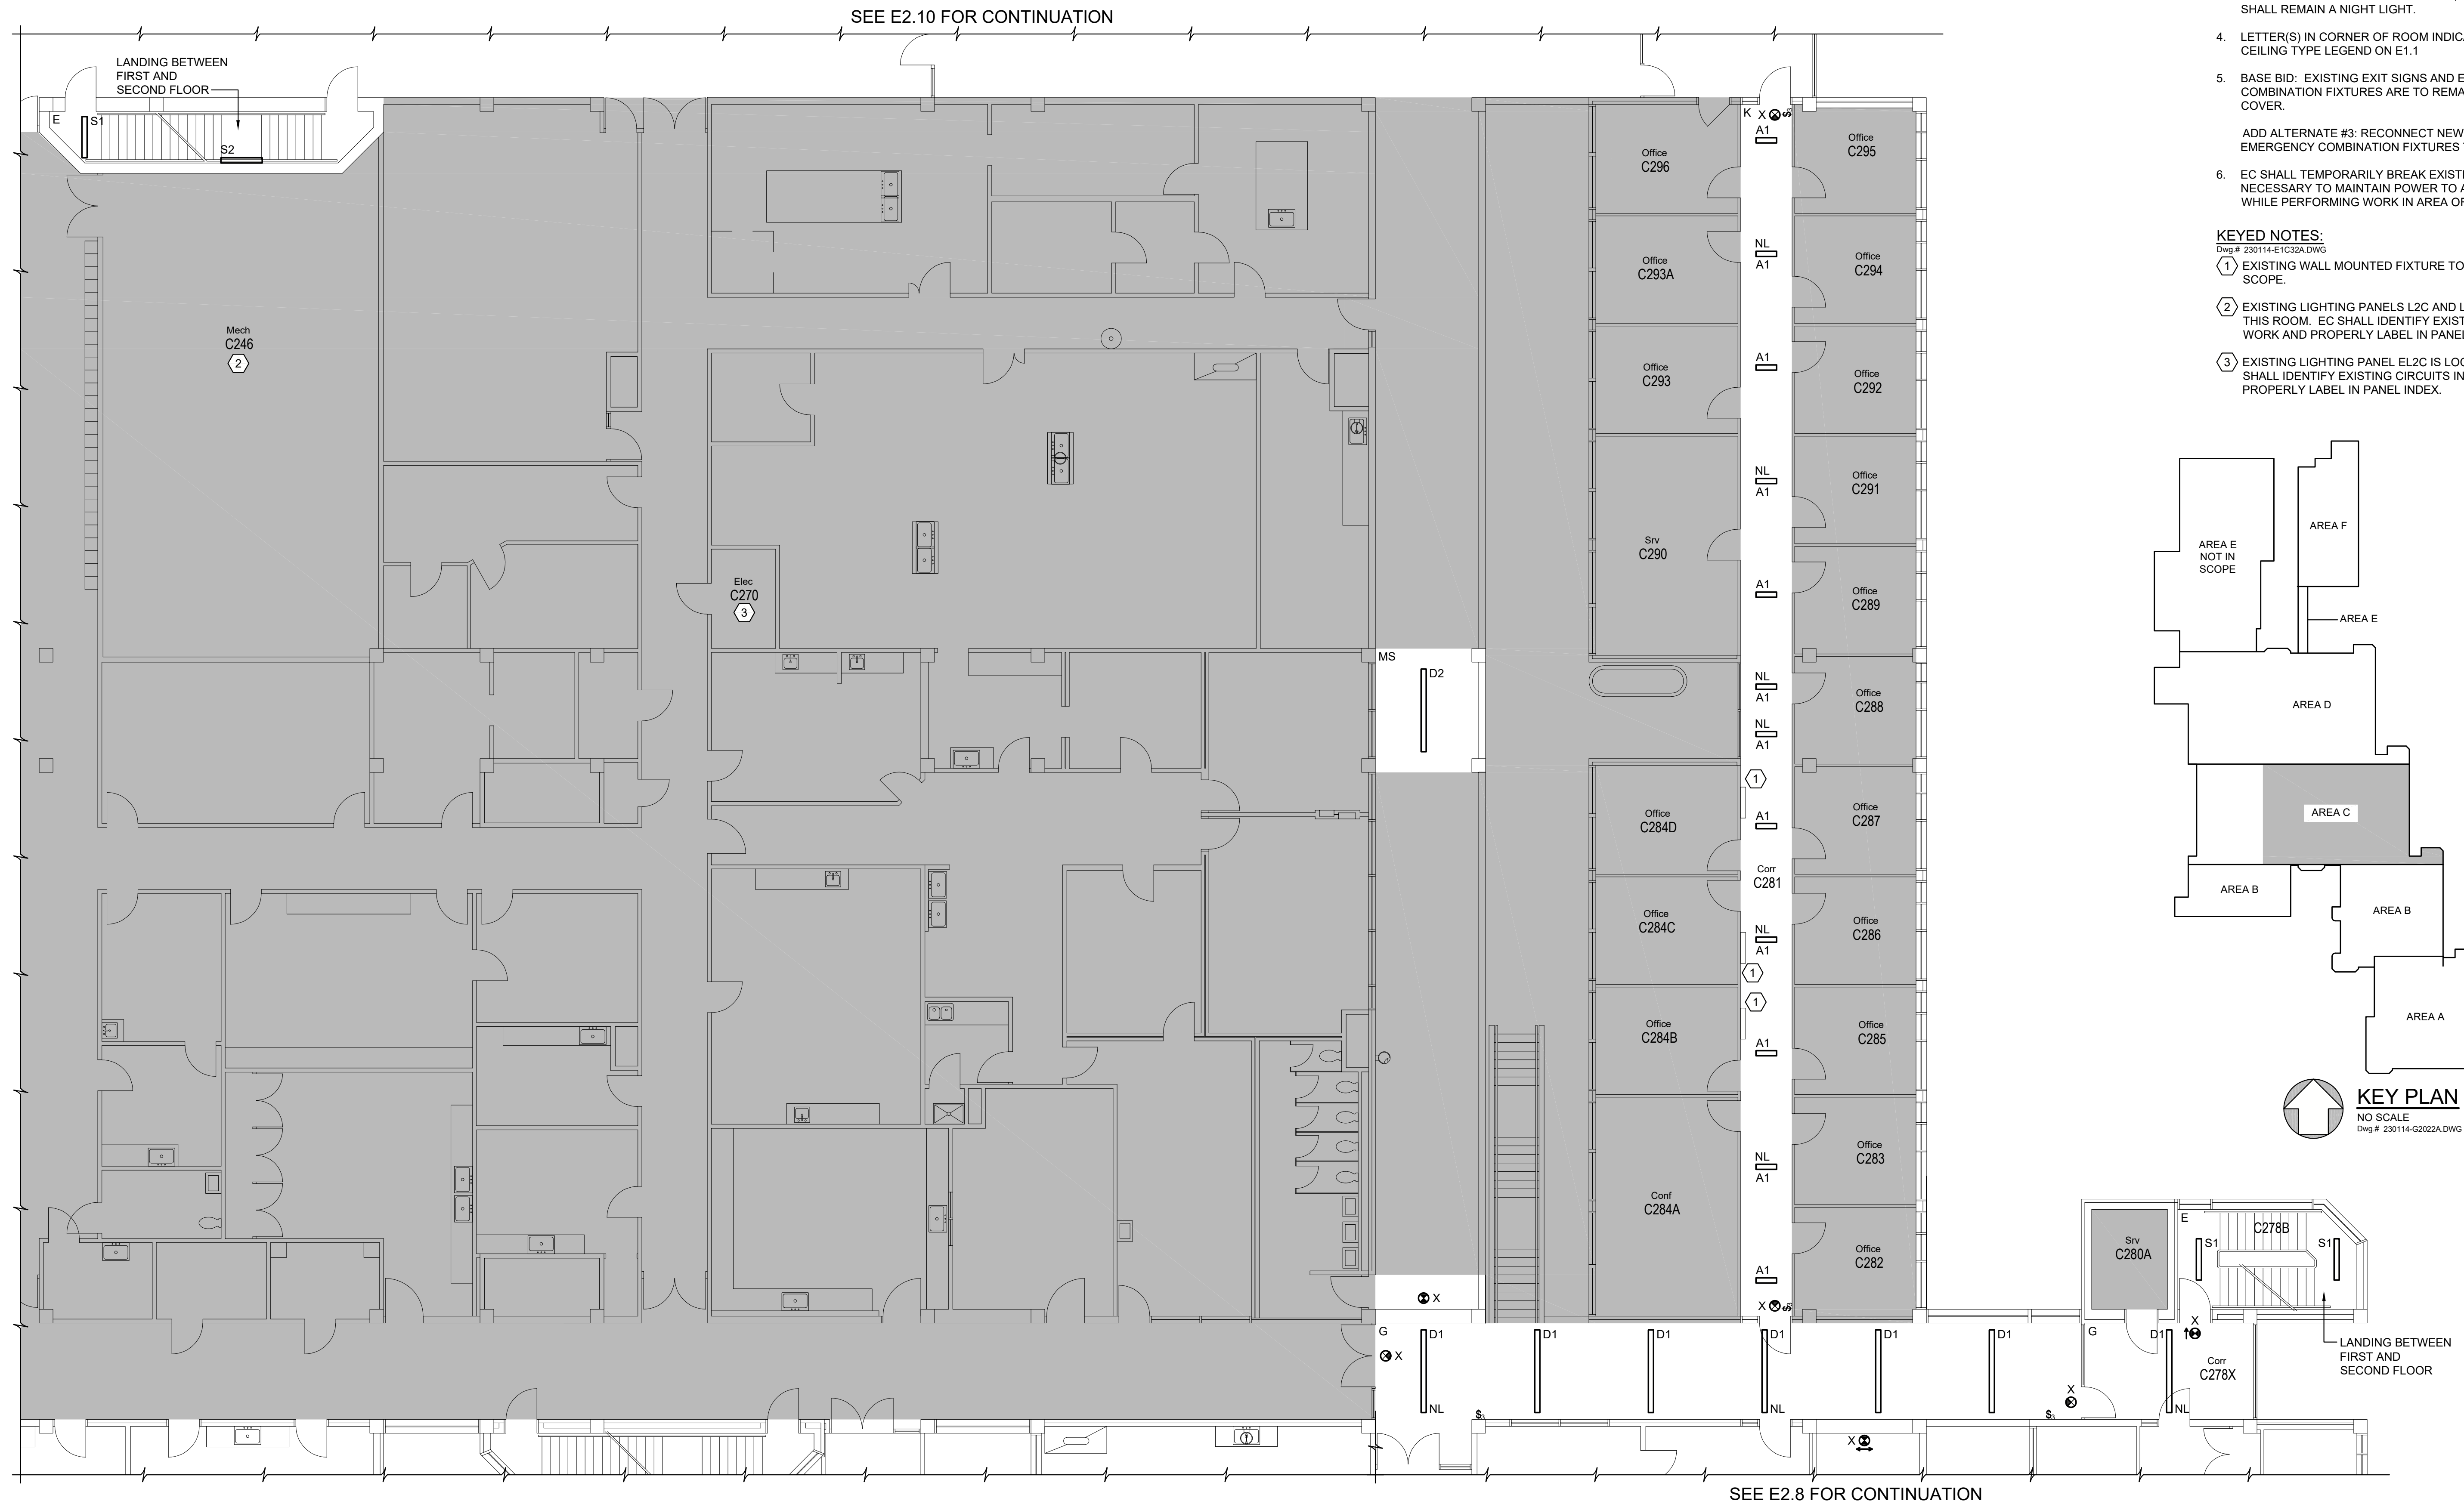 SEE E2.10 FOR CONTINUATION
LANDING BETWEEN
FIRST AND
SECOND FLOOR
E
S1
S2
Mech
C246
2
Elec
C270
3
MS
D2
K
X
$3
A1
NL
A1
A1
NL
A1
A1
NL
A1
NL
A1
1
A1
Corr
C281
NL
A1
1
1
A1
NL
A1
A1
X
$3
Office
C296
Office
C293A
Office
C293
Srv
C290
Office
C284D
Office
C284C
Office
C284B
Conf
C284A
Office
C295
Office
C294
Office
C292
Office
C291
Office
C289
Office
C288
Office
C287
Office
C286
Office
C285
Office
C283
Office
C282
X
G
X
D1
NL
$3
D1
D1
D1
NL
D1
D1
X
$3
X
G
D1
NL
X
Corr
C278X
Srv
C280A
E
C278B
S1
S1
LANDING BETWEEN
FIRST AND
SECOND FLOOR
SEE E2.8 FOR CONTINUATION
SHALL REMAIN A NIGHT LIGHT.
4. LETTER(S) IN CORNER OF ROOM
CEILING TYPE LEGEND ON E1.1
5. BASE BID: EXISTING EXIT SIGNS AND
COMBINATION FIXTURES ARE TO
COVER.
ADD ALTERNATE #3: RECONNECT NEW
EMERGENCY COMBINATION FIXTURES
6. EC SHALL TEMPORARILY BREAK
NECESSARY TO MAINTAIN POWER TO
WHILE PERFORMING WORK IN AREA
KEYED NOTES:
Dwg.# 230114-E1C32A.DWG
1 EXISTING WALL MOUNTED FIXTURE TO
SCOPE.
2 EXISTING LIGHTING PANELS L2C AND
THIS ROOM. EC SHALL IDENTIFY
WORK AND PROPERLY LABEL IN
3 EXISTING LIGHTING PANEL EL2C IS
SHALL IDENTIFY EXISTING CIRCUITS IN
PROPERLY LABEL IN PANEL INDEX.
AREA F
AREA E
NOT IN
SCOPE
AREA E
AREA D
AREA C
AREA B
AREA B
AREA A
KEY PLAN
NO SCALE
Dwg.# 230114-G2022A.DWG